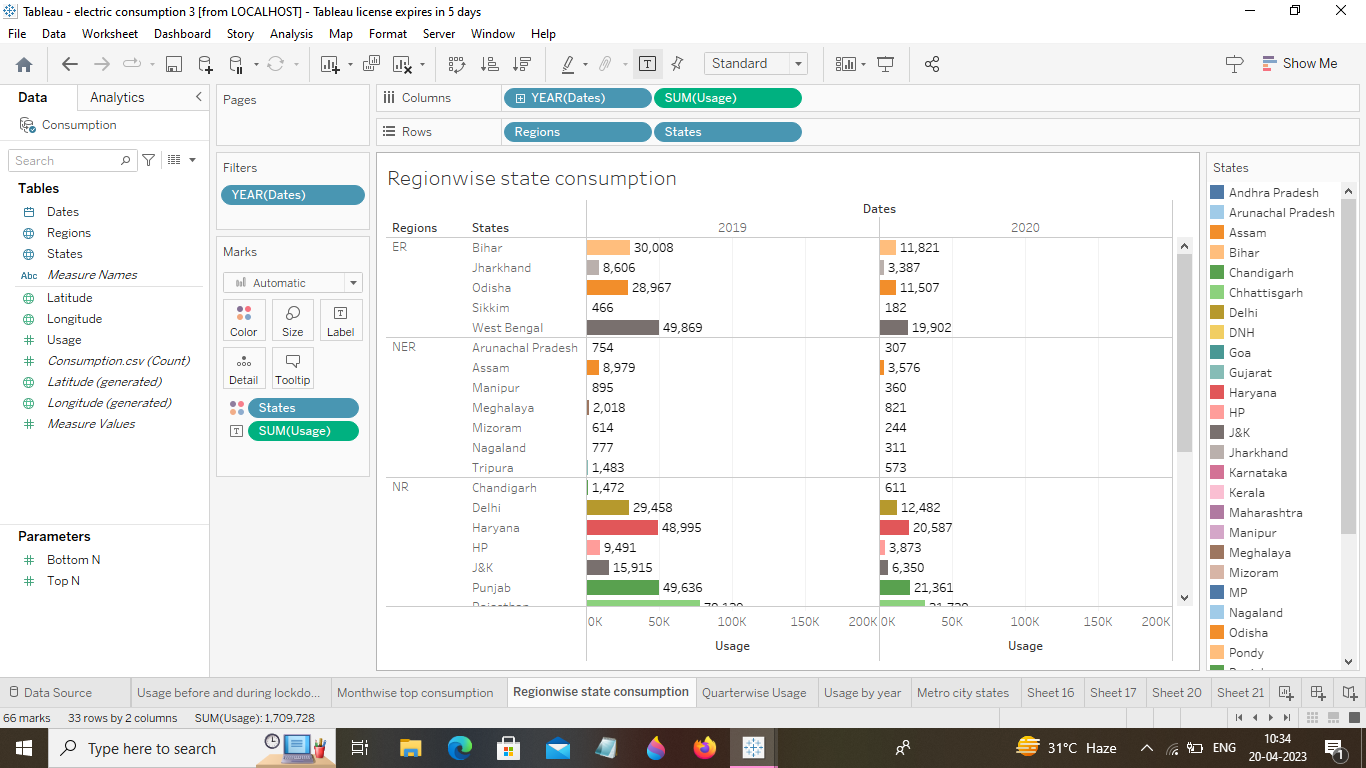 Tableau - electric consumption 3 [from LOCALHOST] - Tableau license expires in 5 days
File Data Worksheet Dashboard Story Analysis Map Format Server Window Help
Standard
Show Me
Data Analytics
Consumption
Search
Tables
Dates
Regions
States
Abc Measure Names
Latitude
Longitude
Usage
Consumption.csv (Count)
Latitude (generated)
Longitude (generated)
Measure Values
Parameters
Bottom N
Top N
Pages
Filters
YEAR(Dates)
Marks
Automatic
Color Size Label
Detail Tooltip
States
SUM(Usage)
Columns YEAR(Dates) SUM(Usage)
Rows Regions States
Regionwise state consumption
Dates
Regions States 2019 2020
ER Bihar 30,008 11,821
Jharkhand 8,606 3,387
Odisha 28,967 11,507
Sikkim 466 182
West Bengal 49,869 19,902
NER Arunachal Pradesh 754 307
Assam 8,979 3,576
Manipur 895 360
Meghalaya 2,018 821
Mizoram 614 244
Nagaland 777 311
Tripura 1,483 573
NR Chandigarh 1,472 611
Delhi 29,458 12,482
Haryana 48,995 20,587
HP 9,491 3,873
J&K 15,915 6,350
Punjab 49,636 21,361
0K 50K 100K 150K 200K 0K 50K 100K 150K 200K
Usage Usage
States
Andhra Pradesh
Arunachal Pradesh
Assam
Bihar
Chandigarh
Chhattisgarh
Delhi
DNH
Goa
Gujarat
Haryana
HP
J&K
Jharkhand
Karnataka
Kerala
Maharashtra
Manipur
Meghalaya
Mizoram
MP
Nagaland
Odisha
Pondy
Data Source Usage before and during lockdo... Monthwise top consumption Regionwise state consumption Quarterwise Usage Usage by year Metro city states Sheet 16 Sheet 17 Sheet 20 Sheet 21
66 marks 33 rows by 2 columns SUM(Usage): 1,709,728
Type here to search
31°C Haze
ENG
10:34
20-04-2023
1